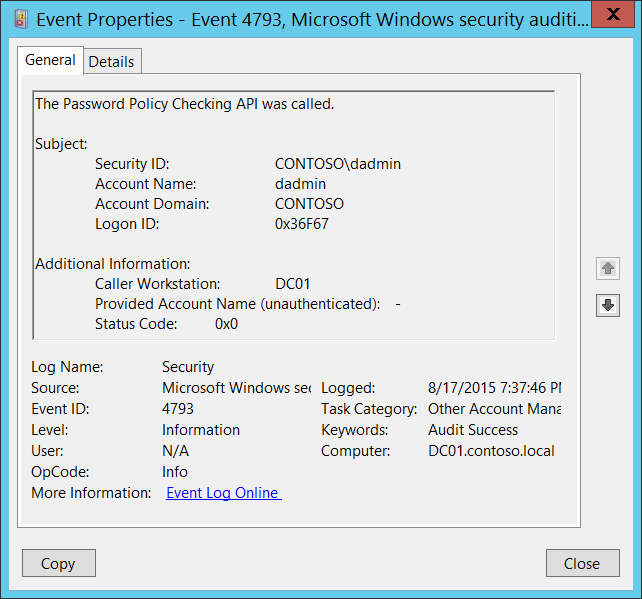 Event Properties - Event 4793, Microsoft Windows security auditi...
General Details
The Password Policy Checking API was called.
Subject:
Security ID: CONTOSO\dadmin
Account Name: dadmin
Account Domain: CONTOSO
Logon ID: 0x36F67
Additional Information:
Caller Workstation: DC01
Provided Account Name (unauthenticated): -
Status Code: 0x0
Log Name: Security
Source: Microsoft Windows sec Logged: 8/17/2015 7:37:46 PM
Event ID: 4793 Task Category: Other Account Mana
Level: Information Keywords: Audit Success
User: N/A Computer: DC01.contoso.local
OpCode: Info
More Information: Event Log Online
Copy Close